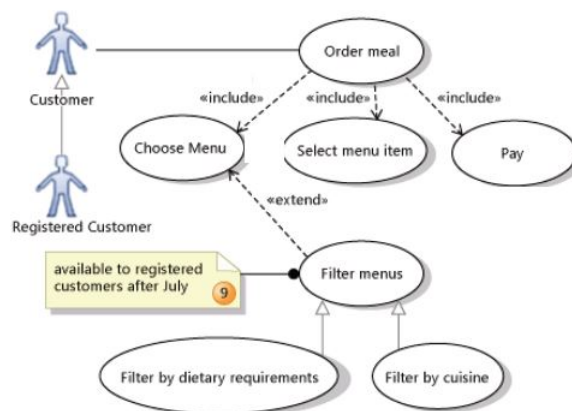 Order meal
Customer
«include»
«include»
«include»
Choose Menu
Select menu item
Pay
Registered Customer
«extend»
available to registered
customers after July
9
Filter menus
Filter by dietary requirements
Filter by cuisine